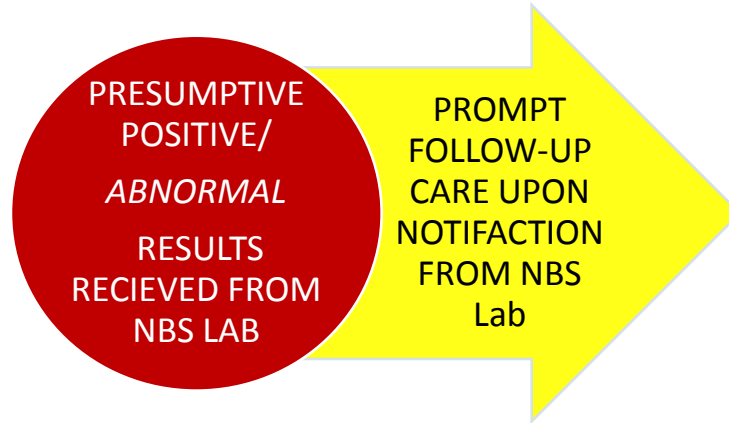 PRESUMPTIVE
POSITIVE/
ABNORMAL
RESULTS
RECIEVED FROM
NBS LAB
PROMPT
FOLLOW-UP
CARE UPON
NOTIFACTION
FROM NBS
Lab